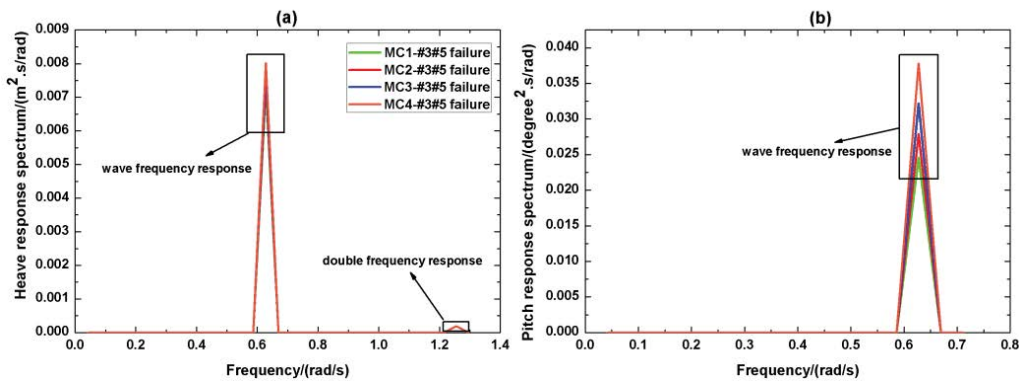 (a)
Heave response spectrum/(m².s/rad)
0.009
0.008
0.007
0.006
0.005
0.004
0.003
0.002
0.001
0.000
MC1-#3#5 failure
MC2-#3#5 failure
MC3-#3#5 failure
MC4-#3#5 failure
wave frequency response
double frequency response
0.0 0.2 0.4 0.6 0.8 1.0 1.2 1.4
Frequency/(rad/s)
(b)
Pitch response spectrum/(degree².s/rad)
0.040
0.035
0.030
0.025
0.020
0.015
0.010
0.005
0.000
wave frequency
response
0.0 0.1 0.2 0.3 0.4 0.5 0.6 0.7 0.8
Frequency/(rad/s)